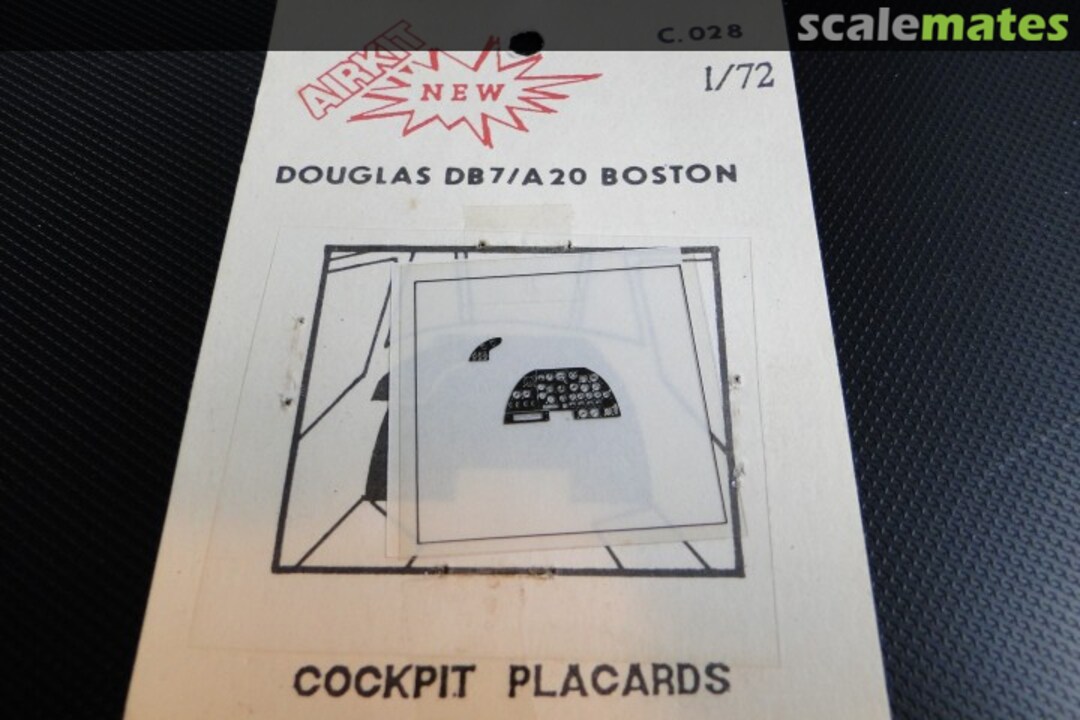 scalemates
C.028
AIRKIT
NEW
1/72
DOUGLAS DB7/A20 BOSTON
COCKPIT PLACARDS